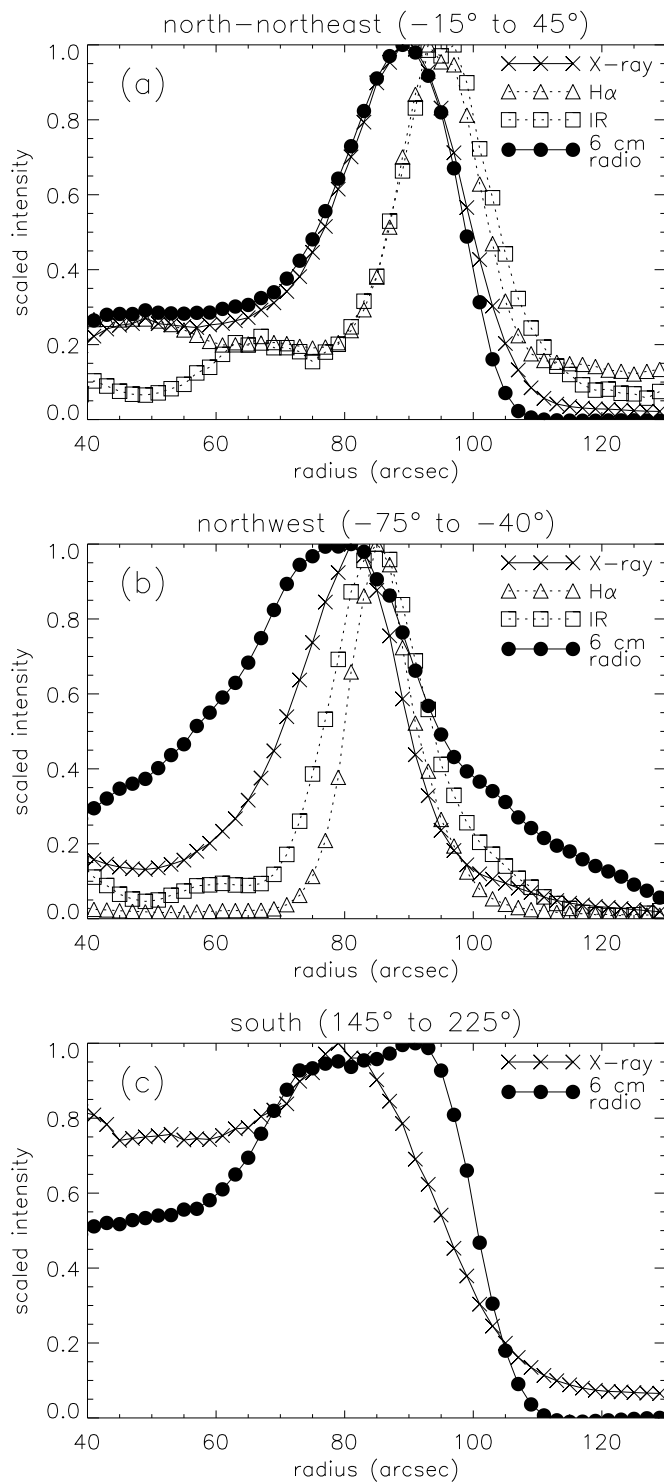 north-northeast (-15° to 45°)
(a)
X-ray
Hα
IR
6 cm
radio
1.0
0.8
0.6
0.4
0.2
0.0
scaled intensity
40 60 80 100 120
radius (arcsec)
northwest (-75° to -40°)
(b)
X-ray
Hα
IR
6 cm
radio
1.0
0.8
0.6
0.4
0.2
0.0
scaled intensity
40 60 80 100 120
radius (arcsec)
south (145° to 225°)
(c)
X-ray
6 cm
radio
1.0
0.8
0.6
0.4
0.2
0.0
scaled intensity
40 60 80 100 120
radius (arcsec)